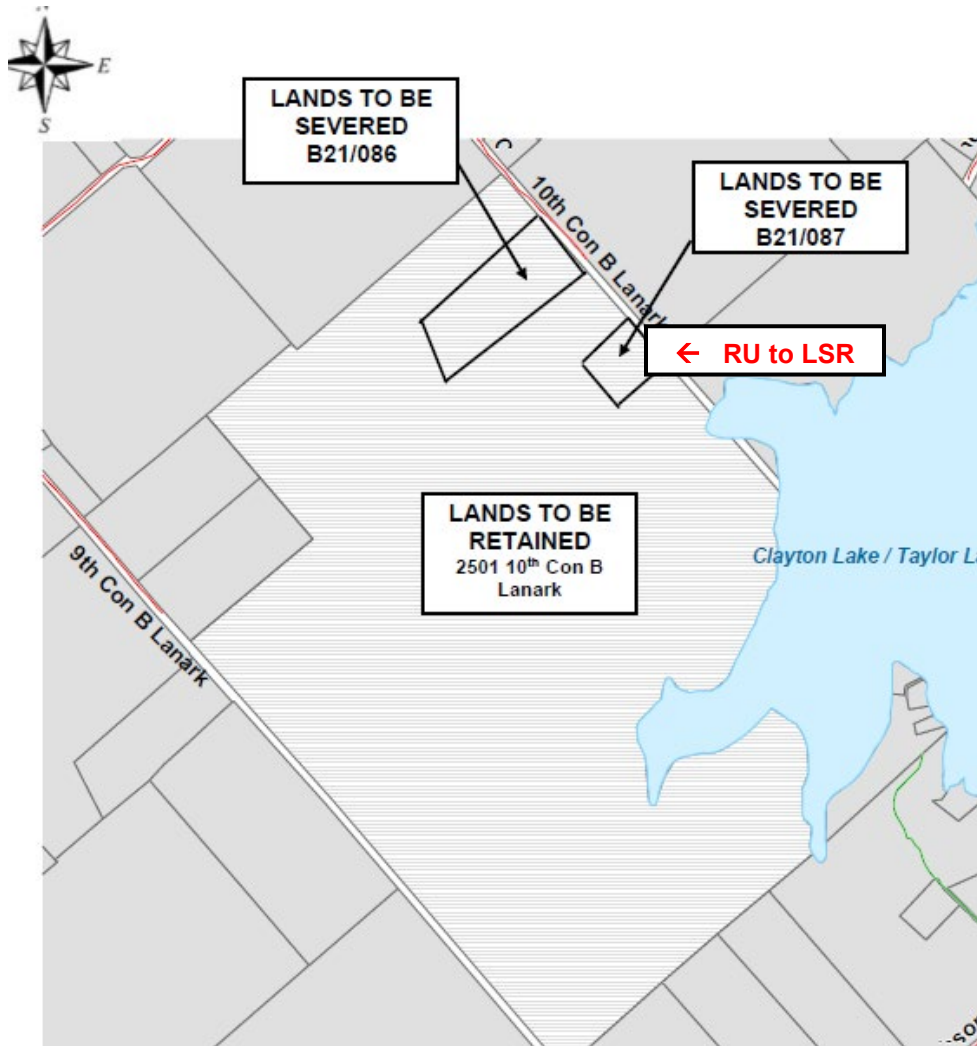 E
S
LANDS TO BE
SEVERED
B21/086
LANDS TO BE
SEVERED
B21/087
10th Con B Lanark
← RU to LSR
LANDS TO BE
RETAINED
2501 10th Con B
Lanark
Clayton Lake / Taylor
9th Con B Lanark